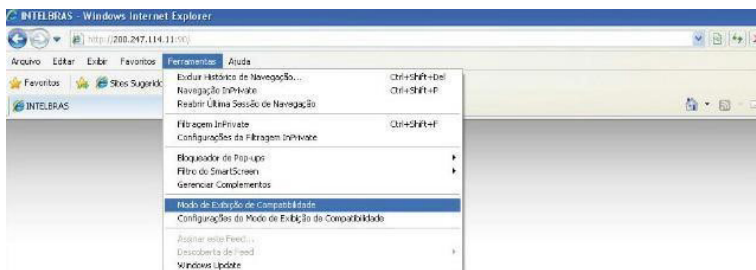 INTELBRAS - Windows Internet Explorer
http://200.247.114.11:90/
Arquivo Editar Exibir Favoritos Ferramentas Ajuda
Favoritos Sites Sugerido
INTELBRAS
Excluir Histórico de Navegação... Ctrl+Shift+Del
Navegação InPrivate Ctrl+Shift+P
Reabrir Última Sessão de Navegação
Filtragem InPrivate Ctrl+Shift+F
Configurações da Filtragem InPrivate
Bloqueador de Pop-ups
Filtro do SmartScreen
Gerenciar Complementos
Modo de Exibição de Compatibilidade
Configurações do Modo de Exibição de Compatibilidade
Assinar este Feed...
Descoberta de Feed
Windows Update